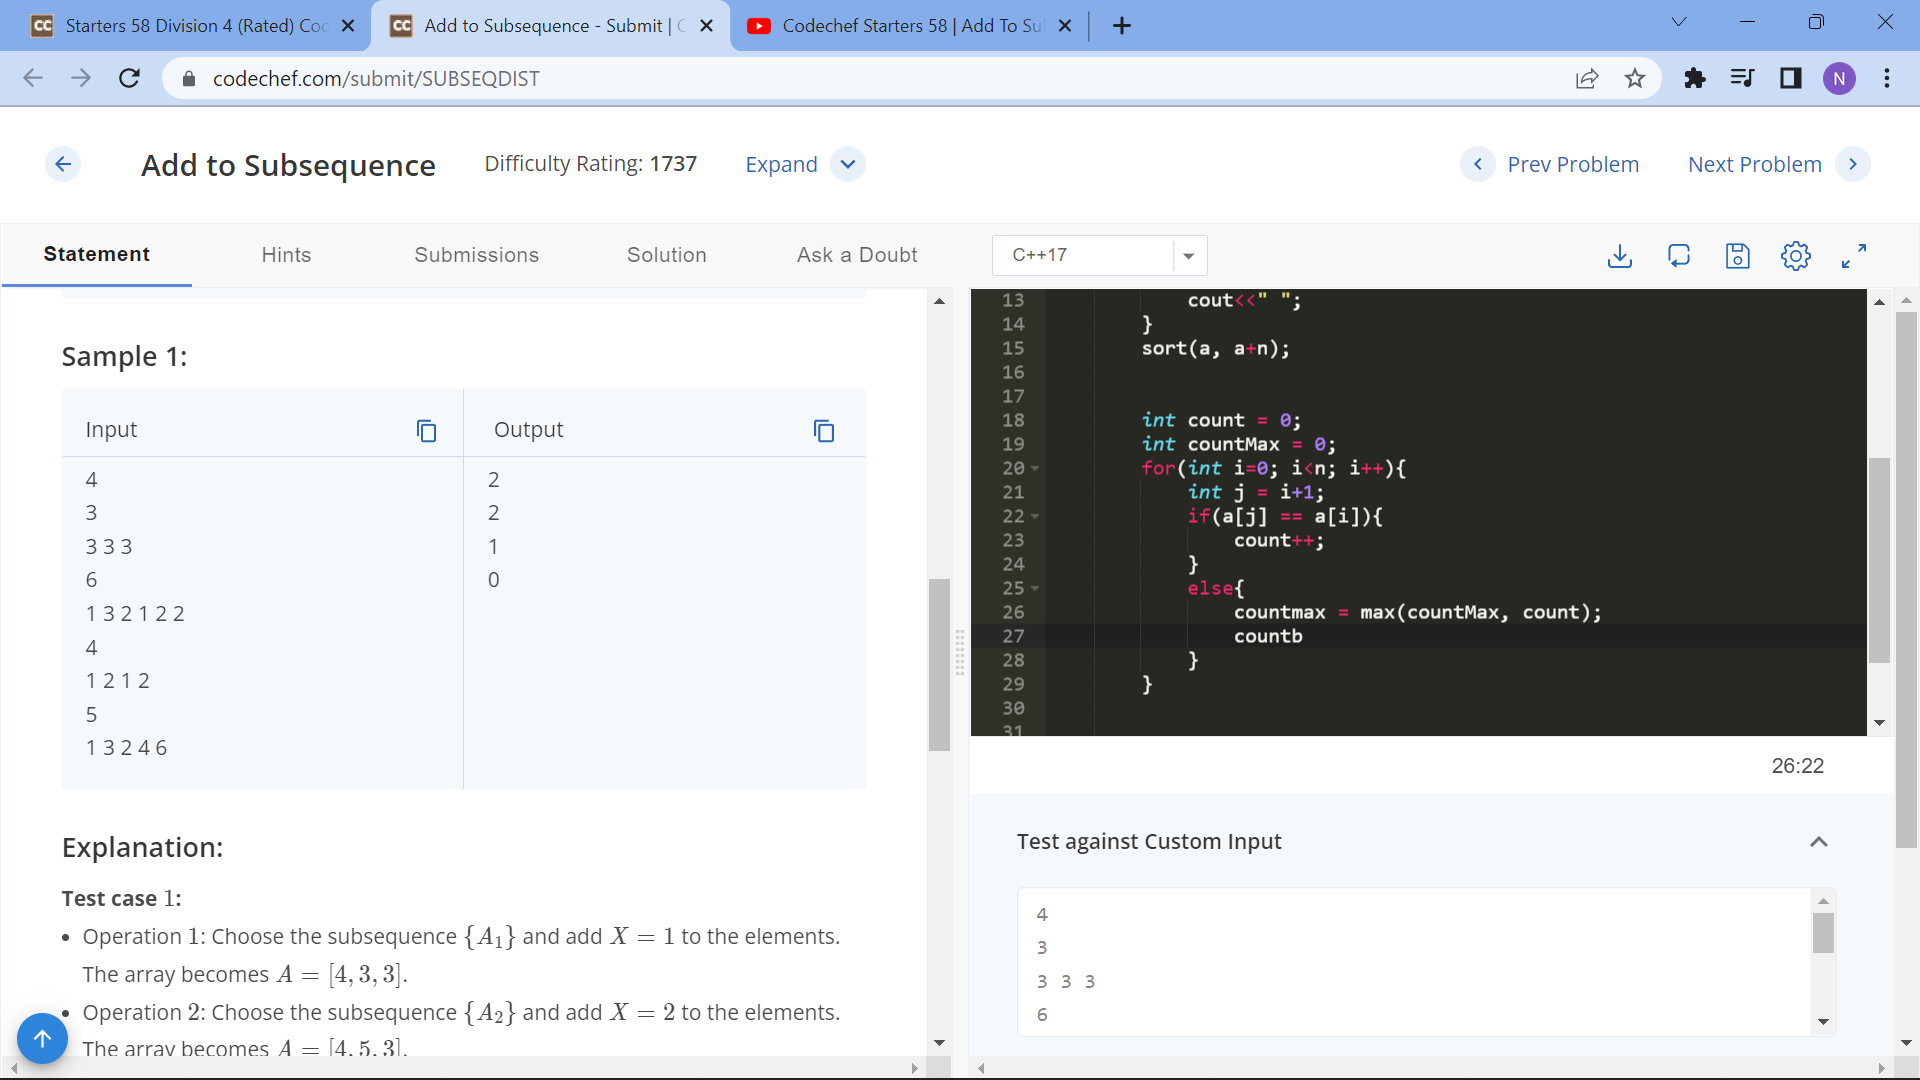 Starters 58 Division 4 (Rated) Coc
Add to Subsequence - Submit | C
Codechef Starters 58 | Add To Su
codechef.com/submit/SUBSEQDIST
N
Add to Subsequence
Difficulty Rating: 1737
Expand
Prev Problem
Next Problem
Statement
Hints
Submissions
Solution
Ask a Doubt
C++17
Sample 1:
Input
Output
4
3
3 3 3
6
1 3 2 1 2 2
4
1 2 1 2
5
1 3 2 4 6
2
2
1
0
Explanation:
Test case 1:
• Operation 1: Choose the subsequence {A₁} and add X = 1 to the elements.
The array becomes A = [4, 3, 3].
• Operation 2: Choose the subsequence {A₂} and add X = 2 to the elements.
The array becomes A = [4, 5, 3].
13 cout<<" ";
14 }
15 sort(a, a+n);
16
17
18 int count = 0;
19 int countMax = 0;
20 for(int i=0; i<n; i++){
21 int j = i+1;
22 if(a[j] == a[i]){
23 count++;
24 }
25 else{
26 countmax = max(countMax, count);
27 countb
28 }
29 }
30
31
26:22
Test against Custom Input
4
3
3 3 3
6